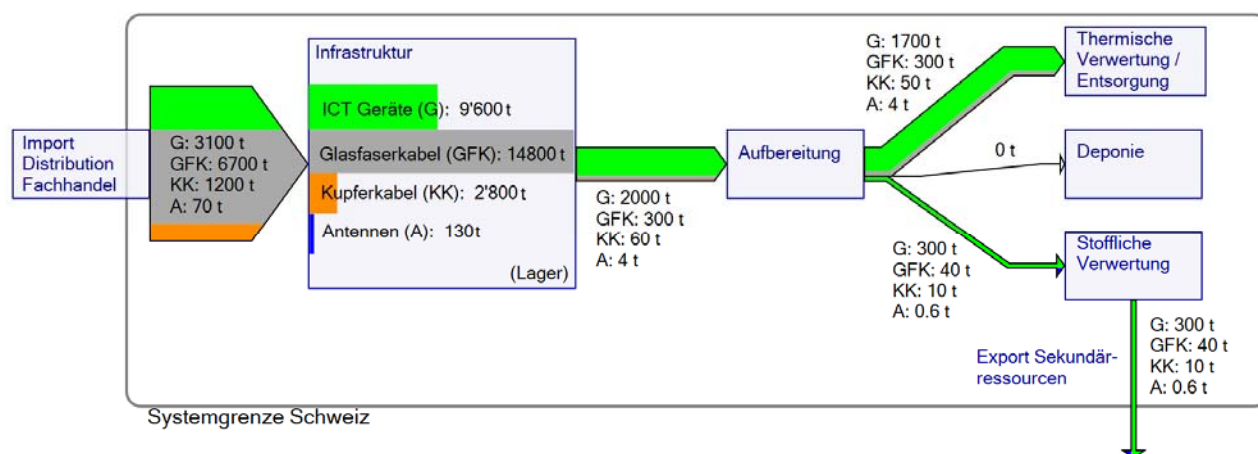 Import
Distribution
Fachhandel
G: 3100 t
GFK: 6700 t
KK: 1200 t
A: 70 t
Infrastruktur
ICT Geräte (G): 9'600 t
Glasfaserkabel (GFK): 14800 t
Kupferkabel (KK): 2'800 t
Antennen (A): 130 t
(Lager)
G: 2000 t
GFK: 300 t
KK: 60 t
A: 4 t
Aufbereitung
G: 1700 t
GFK: 300 t
KK: 50 t
A: 4 t
Thermische
Verwertung /
Entsorgung
0 t
Deponie
G: 300 t
GFK: 40 t
KK: 10 t
A: 0.6 t
Stoffliche
Verwertung
G: 300 t
GFK: 40 t
KK: 10 t
A: 0.6 t
Export Sekundär-
ressourcen
Systemgrenze Schweiz